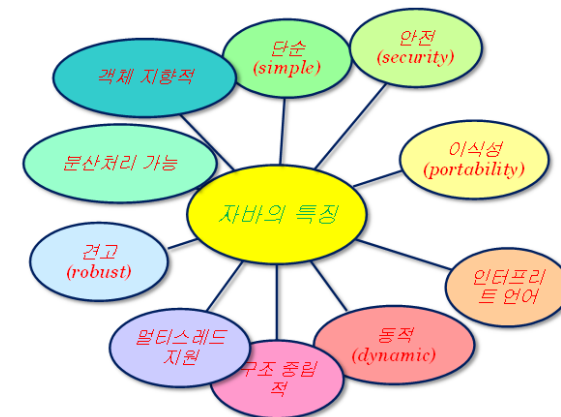 단순
(simple)
안전
(security)
객체 지향적
이식성
(portability)
분산처리 가능
자바의 특징
견고
(robust)
인터프리
트 언어
멀티스레드
지원
동적
(dynamic)
구조 중립
적